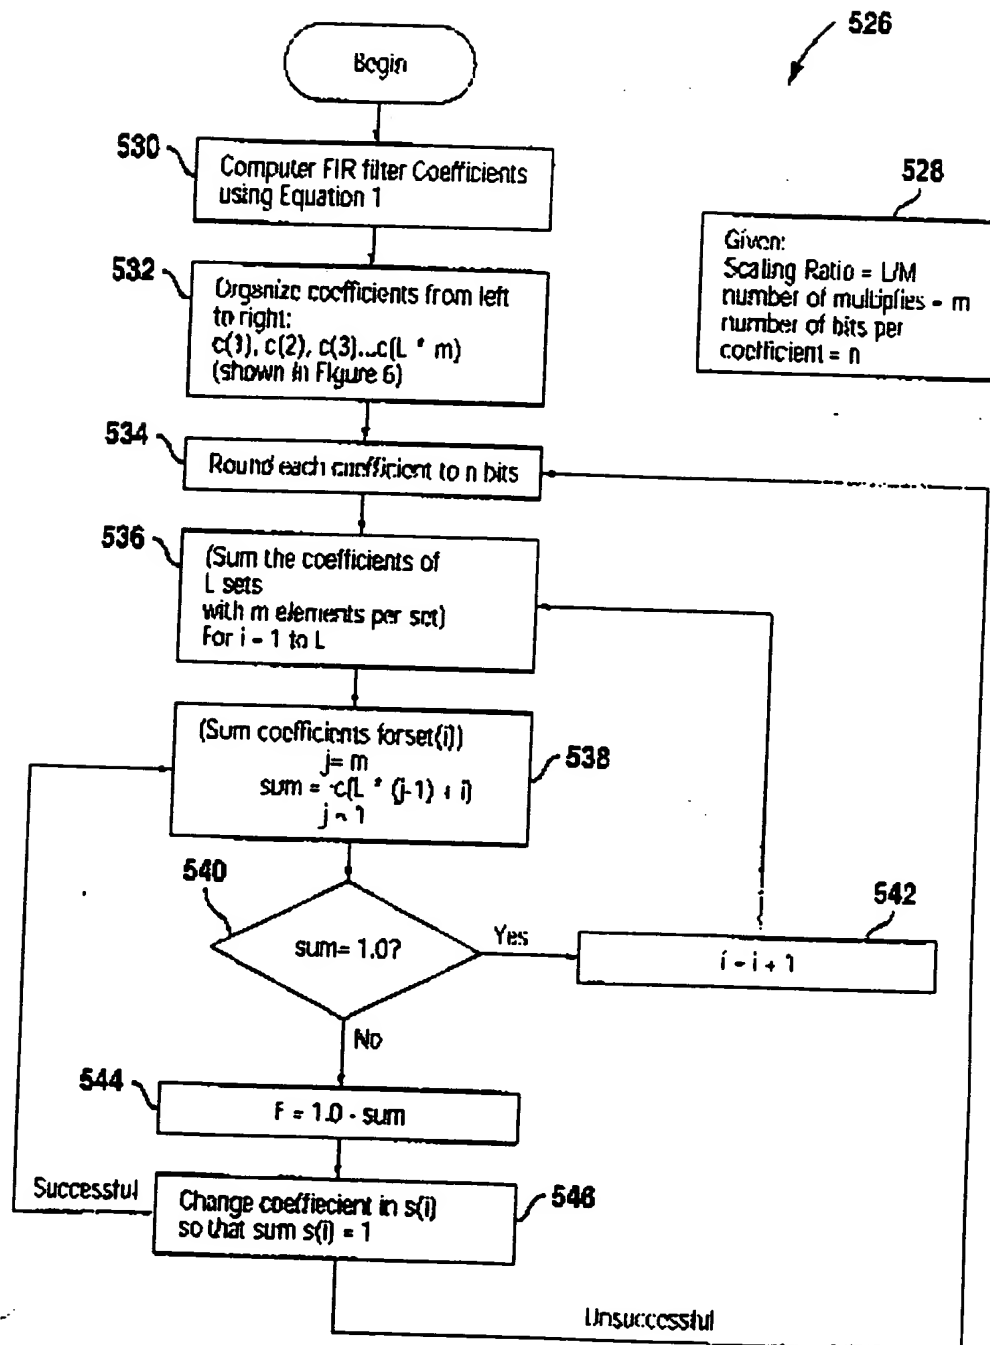 526
Begin
530
Computer FIR filter Coefficients
using Equation 1
528
Given:
Scaling Ratio = L/M
number of multiplies - m
number of bits per
coefficient = n
532
Organize coefficients from left
to right:
c(1), c(2), c(3)...c(L * m)
(shown in Figure 6)
534
Round each coefficient to n bits
536
(Sum the coefficients of
L sets
with m elements per set)
For i - 1 to L
(Sum coefficients forset(i))
j= m
sum = -c(L * (j-1) + i)
j - 1
538
540
sum= 1.0?
Yes
542
i - i + 1
No
544
F = 1.0 - sum
Successful
Change coeffiecient in s(i)
so that sum s(i) = 1
546
Unsuccessful